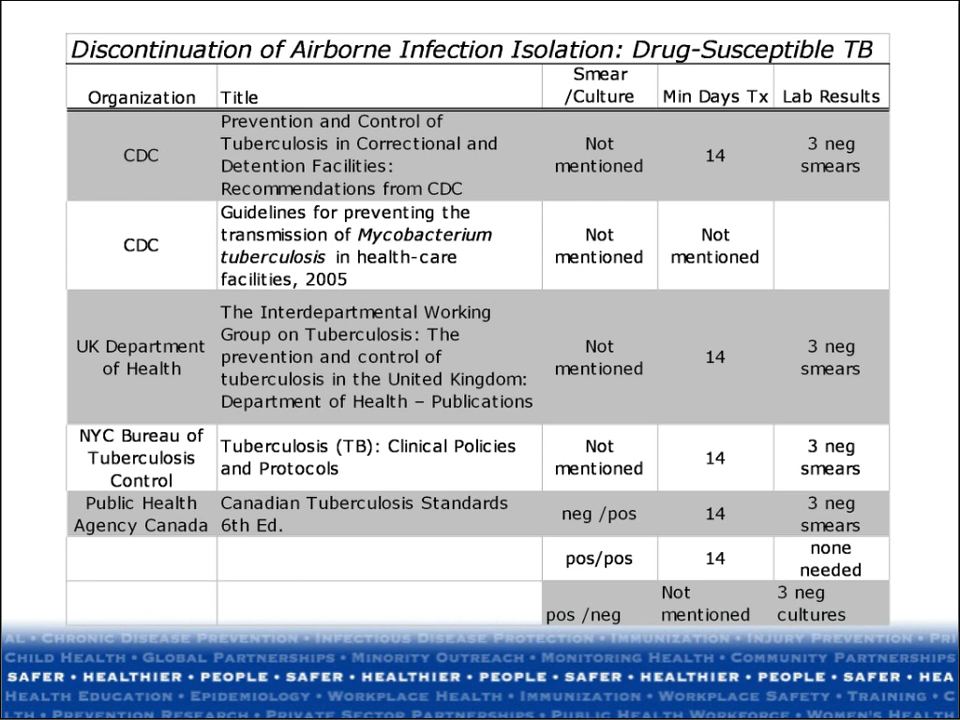 Discontinuation of Airborne Infection Isolation: Drug-Susceptible TB
Organization
Title
Smear
/Culture
Min Days Tx
Lab Results
CDC
Prevention and Control of
Tuberculosis in Correctional and
Detention Facilities:
Recommendations from CDC
Not
mentioned
14
3 neg
smears
CDC
Guidelines for preventing the
transmission of Mycobacterium
tuberculosis in health-care
facilities, 2005
Not
mentioned
Not
mentioned
UK Department
of Health
The Interdepartmental Working
Group on Tuberculosis: The
prevention and control of
tuberculosis in the United Kingdom:
Department of Health – Publications
Not
mentioned
14
3 neg
smears
NYC Bureau of
Tuberculosis
Control
Tuberculosis (TB): Clinical Policies
and Protocols
Not
mentioned
14
3 neg
smears
Public Health
Agency Canada
Canadian Tuberculosis Standards
6th Ed.
neg /pos
14
3 neg
smears
pos/pos
14
none
needed
pos /neg
Not
mentioned
3 neg
cultures
AL • CHRONIC DISEASE PREVENTION • INFECTIOUS DISEASE PROTECTION • IMMUNIZATION • INJURY PREVENTION • PRI
CHILD HEALTH • GLOBAL PARTNERSHIPS • MINORITY OUTREACH • MONITORING HEALTH • COMMUNITY PARTNERSHIPS
SAFER • HEALTHIER • PEOPLE • SAFER • HEALTHIER • PEOPLE • SAFER • HEALTHIER • PEOPLE • SAFER • HEA
HEALTH EDUCATION • EPIDEMIOLOGY • WORKPLACE HEALTH • IMMUNIZATION • WORKPLACE SAFETY • TRAINING • C
LTH • PREVENTION RESEARCH • PRIVATE SECTOR PARTNERSHIPS • PUBLIC HEALTH WORKFORCE • WOMEN'S HEALTH